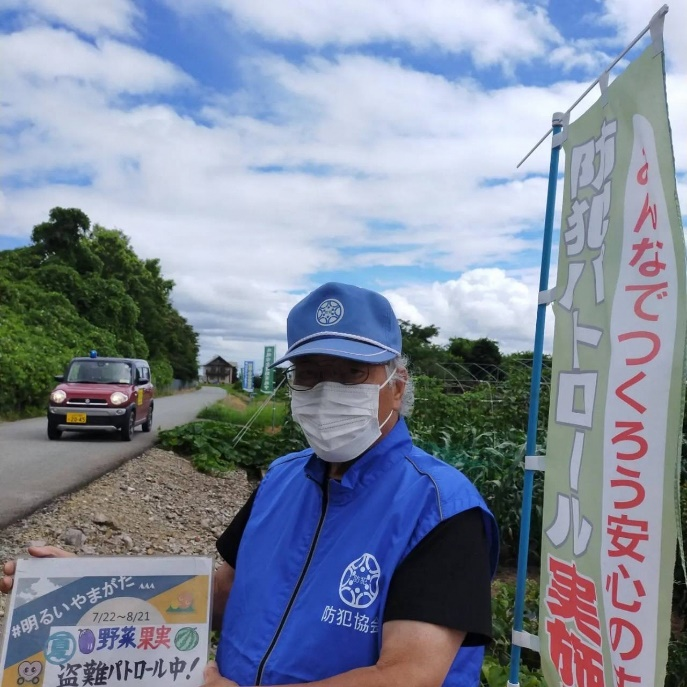 防犯パトロール実施
みんなでつくろう安心の
防犯
防犯協会
#明るいやまがた
7/22～8/21
夏 野菜果実
盗難パトロール中！